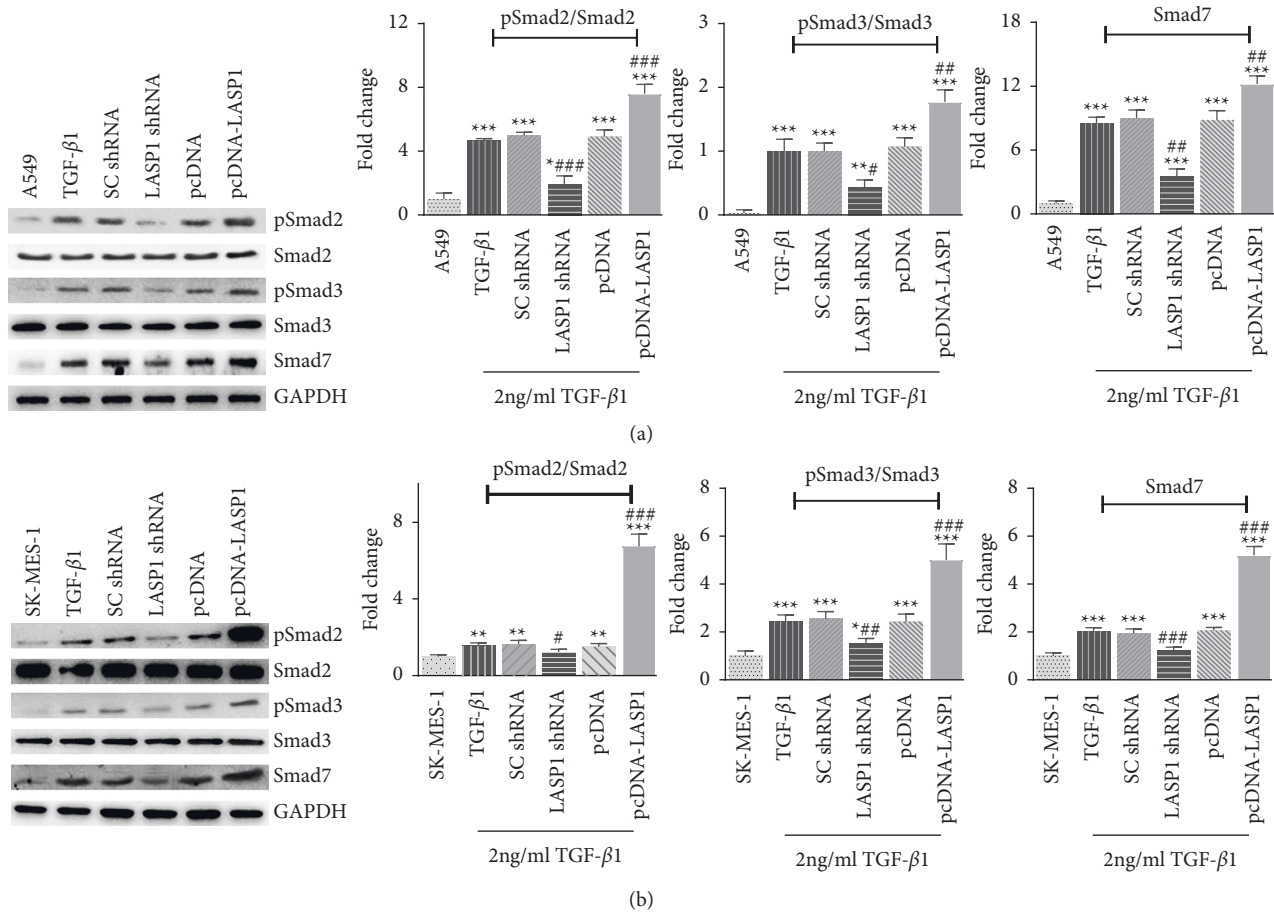 A549
TGF-β1
SC shRNA
LASP1 shRNA
pcDNA
pcDNA-LASP1
pSmad2
Smad2
pSmad3
Smad3
Smad7
GAPDH
pSmad2/Smad2
Fold change
12
8
4
0
***
***
*###
***
###
***
A549
TGF-β1
SC shRNA
LASP1 shRNA
pcDNA
pcDNA-LASP1
2ng/ml TGF-β1
pSmad3/Smad3
Fold change
3
2
1
0
***
***
**#
***
##
***
A549
TGF-β1
SC shRNA
LASP1 shRNA
pcDNA
pcDNA-LASP1
2ng/ml TGF-β1
Smad7
Fold change
18
12
6
0
***
***
##
***
***
##
***
A549
TGF-β1
SC shRNA
LASP1 shRNA
pcDNA
pcDNA-LASP1
2ng/ml TGF-β1
(a)
SK-MES-1
TGF-β1
SC shRNA
LASP1 shRNA
pcDNA
pcDNA-LASP1
pSmad2
Smad2
pSmad3
Smad3
Smad7
GAPDH
pSmad2/Smad2
Fold change
8
4
0
**
**
#
**
###
***
SK-MES-1
TGF-β1
SC shRNA
LASP1 shRNA
pcDNA
pcDNA-LASP1
2ng/ml TGF-β1
pSmad3/Smad3
Fold change
8
6
4
2
0
***
***
*##
***
###
***
SK-MES-1
TGF-β1
SC shRNA
LASP1 shRNA
pcDNA
pcDNA-LASP1
2ng/ml TGF-β1
Smad7
Fold change
8
6
4
2
0
***
***
###
***
###
***
SK-MES-1
TGF-β1
SC shRNA
LASP1 shRNA
pcDNA
pcDNA-LASP1
2ng/ml TGF-β1
(b)